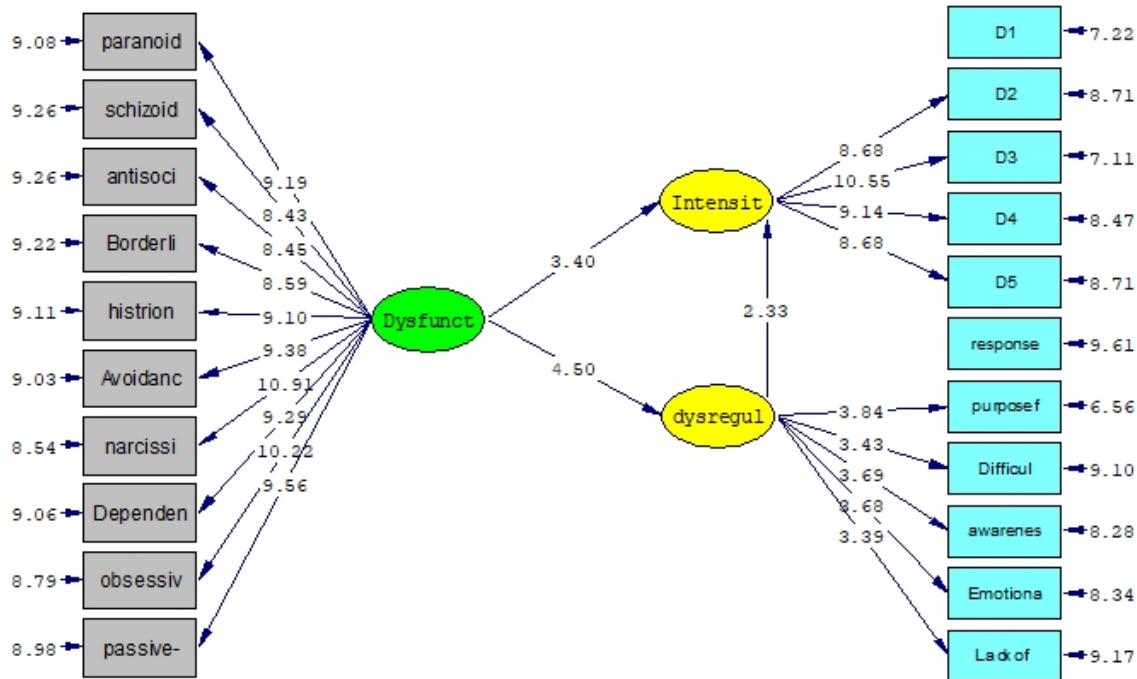 9.08 paranoid
9.26 schizoid
9.26 antisoci
9.22 Borderli
9.11 histrion
9.03 Avoidanc
8.54 narcissi
9.06 Dependen
8.79 obsessiv
8.98 passive-
9.19
8.43
8.45
8.59
9.10
9.38
10.91
9.29
10.22
9.56
Dysfunct
3.40
4.50
Intensit
2.33
dysregul
8.68
10.55
9.14
8.68
3.84
3.43
3.69
3.68
3.39
D1 7.22
D2 8.71
D3 7.11
D4 8.47
D5 8.71
response 9.61
purposef 6.56
Difficul 9.10
awarenes 8.28
Emotiona 8.34
Lack of 9.17